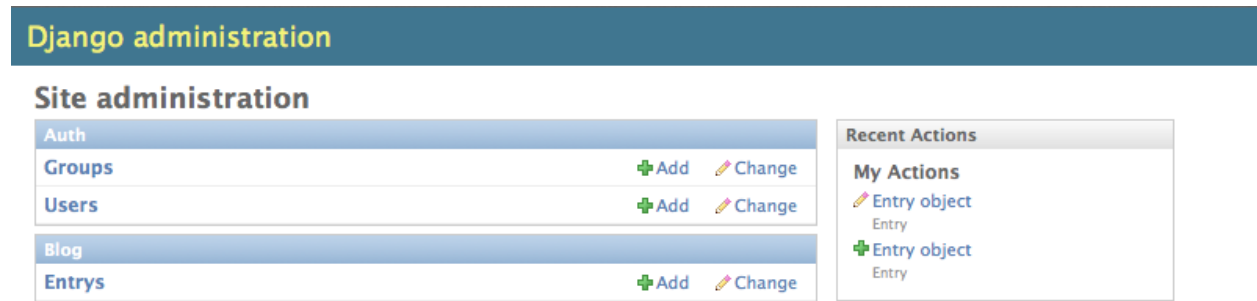 Django administration
Site administration
Auth
Groups Add Change
Users Add Change
Blog
Entrys Add Change
Recent Actions
My Actions
Entry object
Entry
Entry object
Entry